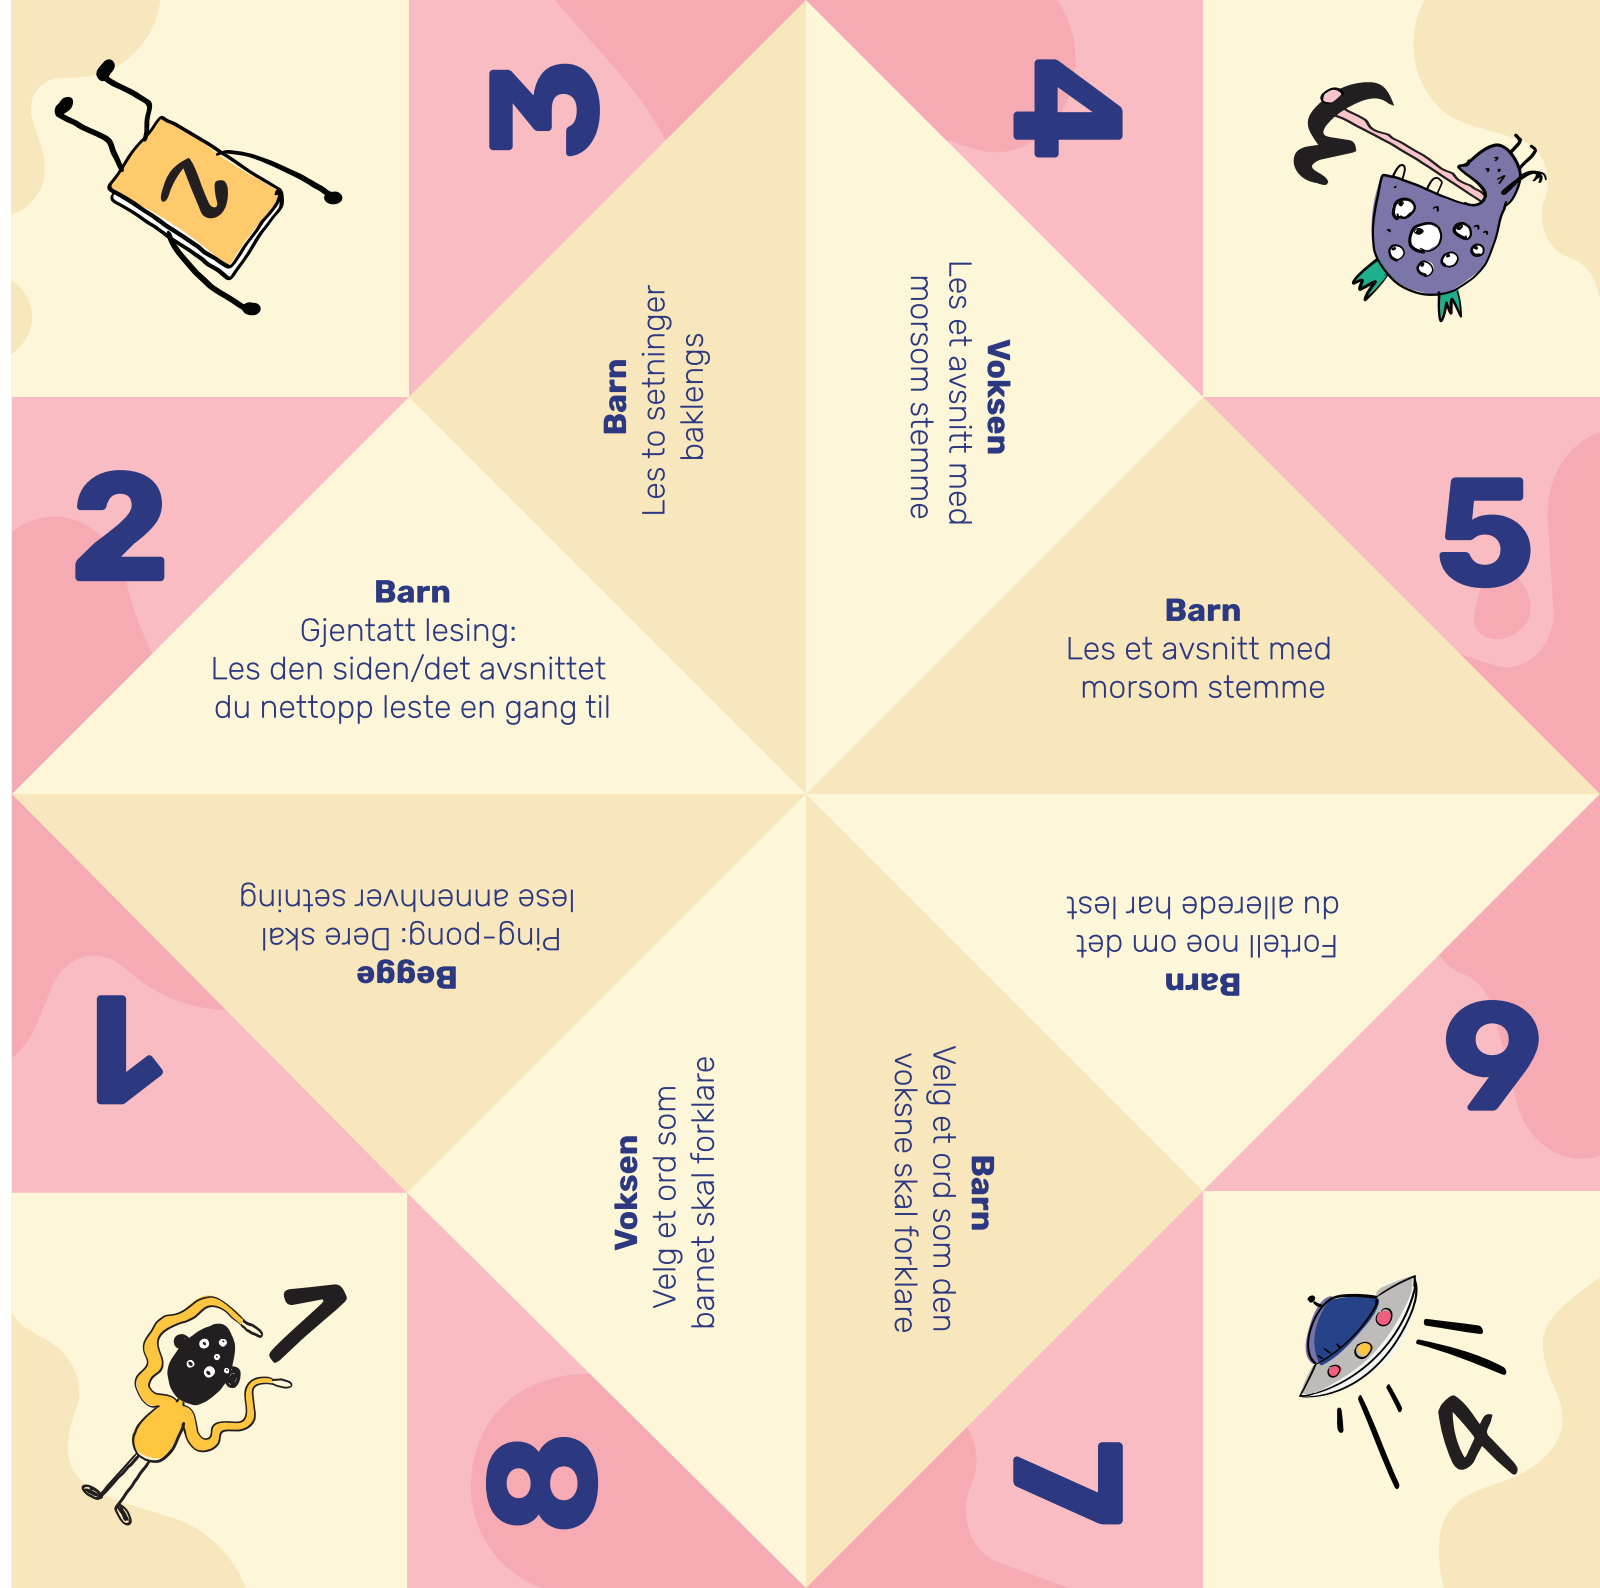 2
3
4
3
Barn
Les to setninger
baklengs
Voksen
Les et avsnitt med
morsom stemme
2
Barn
Gjentatt lesing:
Les den siden/det avsnittet
du nettopp leste en gang til
5
Barn
Les et avsnitt med
morsom stemme
1
Begge
Ping-pong: Dere skal
lese annenhver setning
6
Barn
Fortell noe om det
du allerede har lest
Voksen
Velg et ord som
barnet skal forklare
Barn
Velg et ord som den
voksne skal forklare
1
8
7
4